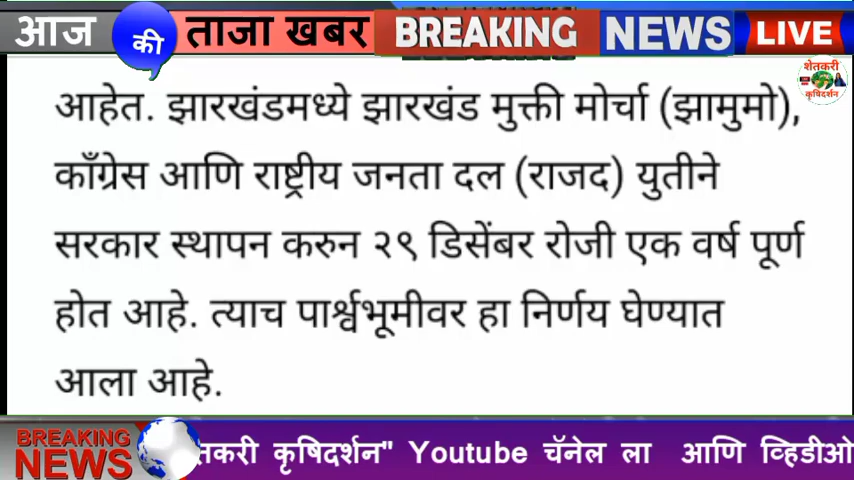 आज की ताजा खबर BREAKING NEWS LIVE
शेतकरी
कृषिदर्शन
आहेत. झारखंडमध्ये झारखंड मुक्ती मोर्चा (झामुमो),
काँग्रेस आणि राष्ट्रीय जनता दल (राजद) युतीने
सरकार स्थापन करुन २९ डिसेंबर रोजी एक वर्ष पूर्ण
होत आहे. त्याच पार्श्वभूमीवर हा निर्णय घेण्यात
आला आहे.
BREAKING
NEWS
तकरी कृषिदर्शन" Youtube चॅनेल ला आणि व्हिडीओ